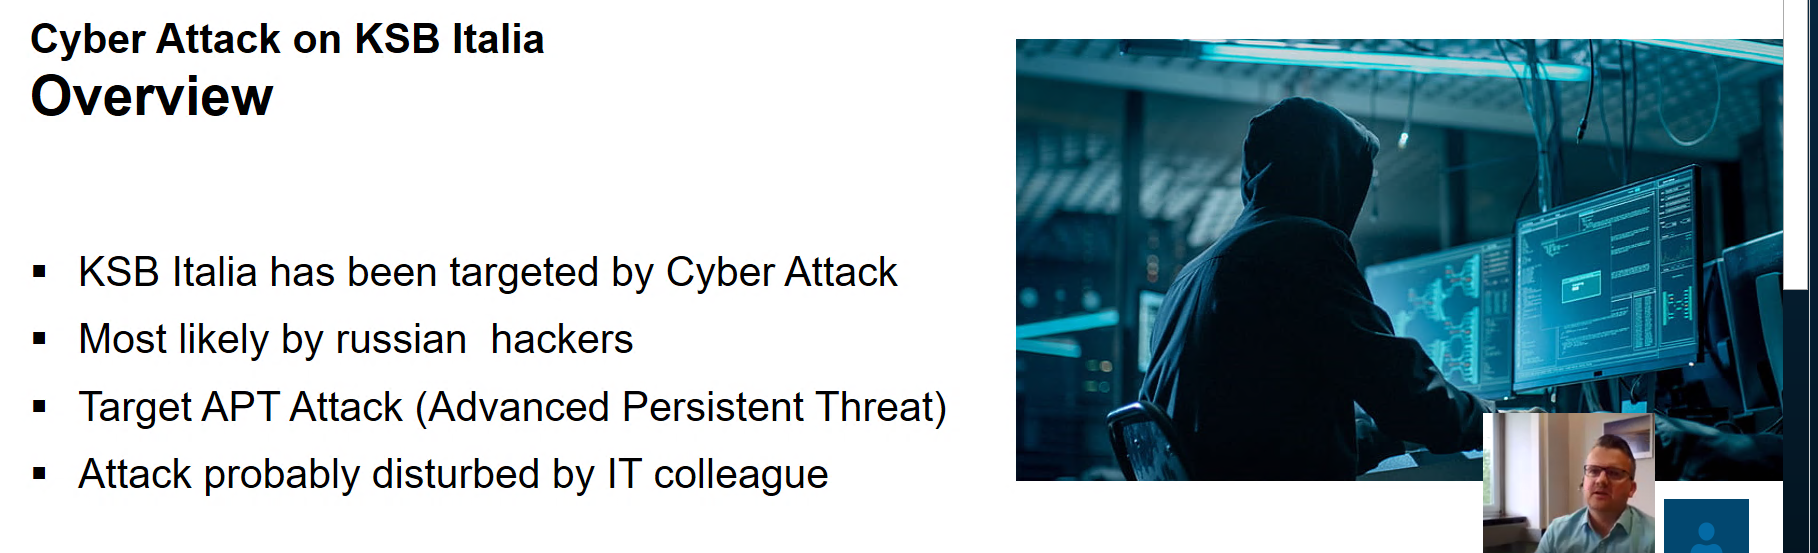 Cyber Attack on KSB Italia
Overview
▪ KSB Italia has been targeted by Cyber Attack
▪ Most likely by russian  hackers
▪ Target APT Attack (Advanced Persistent Threat)
▪ Attack probably disturbed by IT colleague